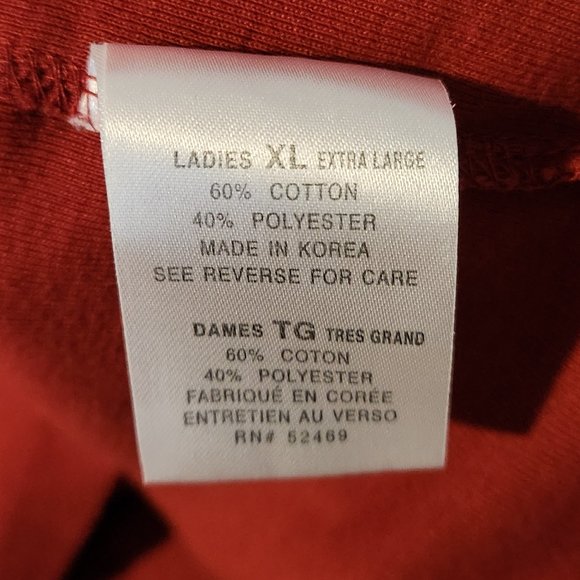 LADIES XL EXTRA LARGE
60% COTTON
40% POLYESTER
MADE IN KOREA
SEE REVERSE FOR CARE
DAMES TG TRES GRAND
60% COTON
40% POLYESTER
FABRIQUÉ EN CORÉE
ENTRETIEN AU VERSO
RN# 52469